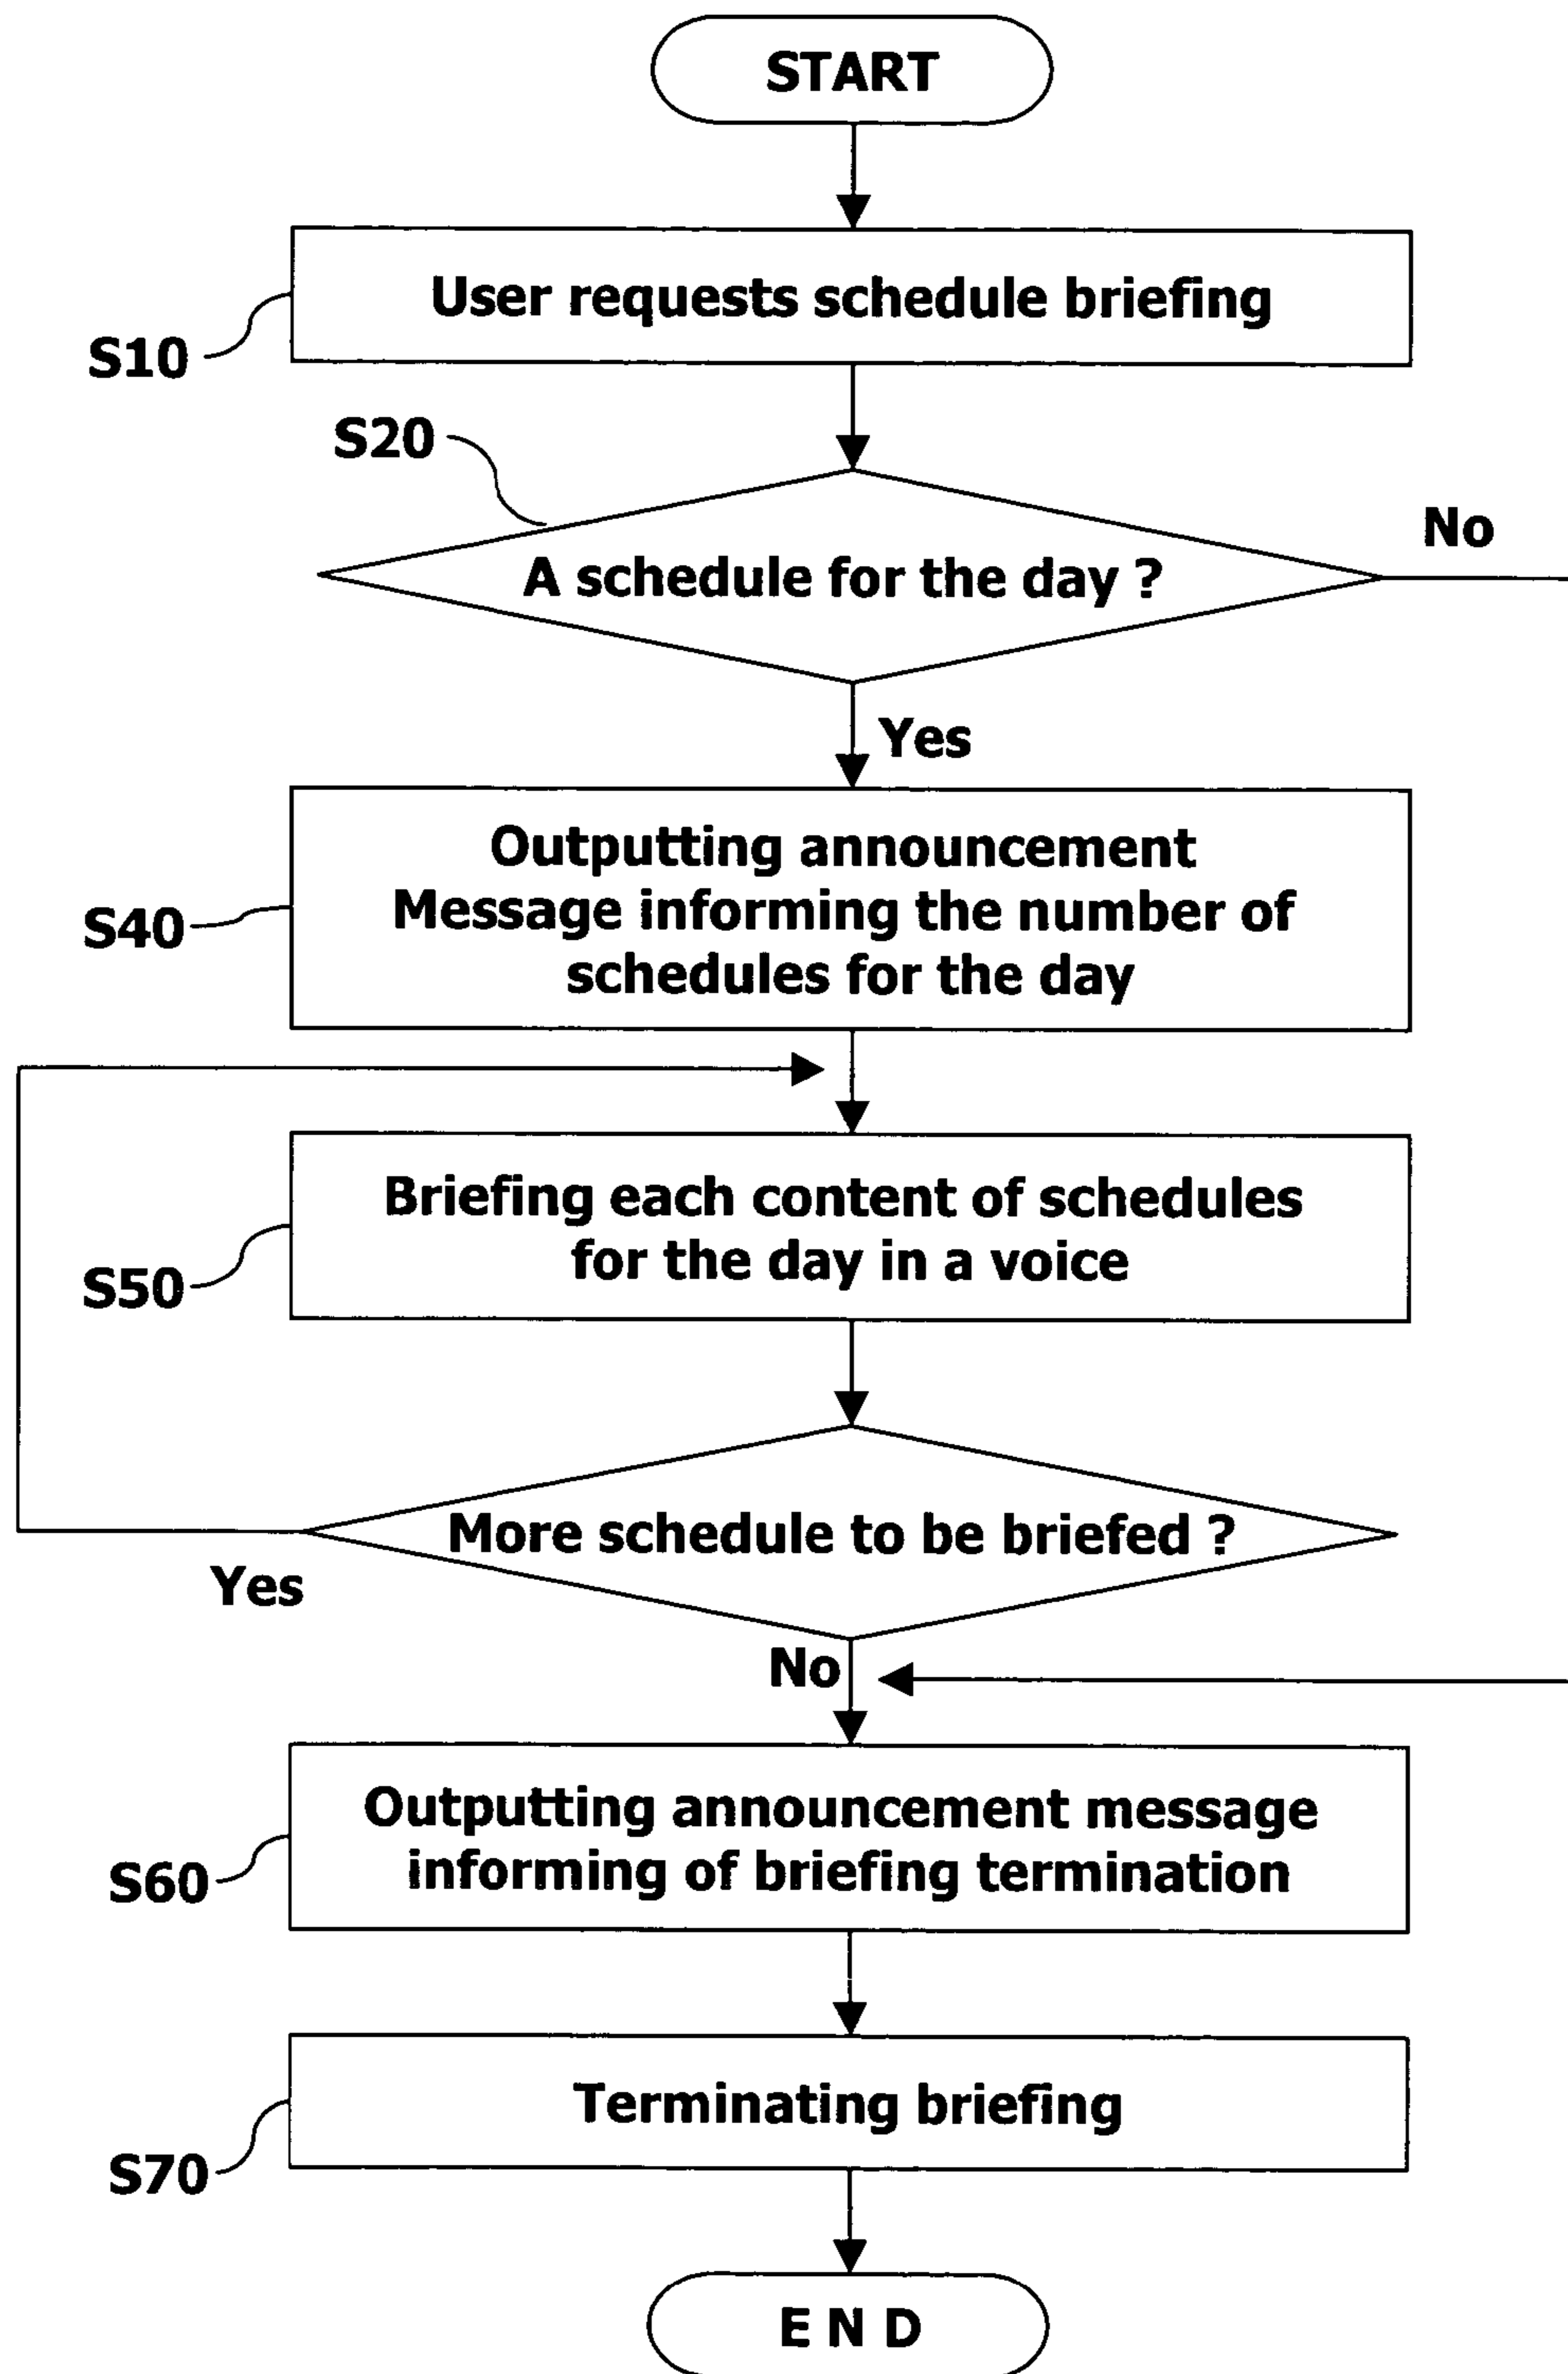 START
User requests schedule briefing
S10
S20
No
A schedule for the day ?
Yes
Outputting announcement
Message informing the number of
schedules for the day
S40
Briefing each content of schedules
for the day in a voice
S50
More schedule to be briefed ?
Yes
No
Outputting announcement message
informing of briefing termination
S60
Terminating briefing
S70
E N D